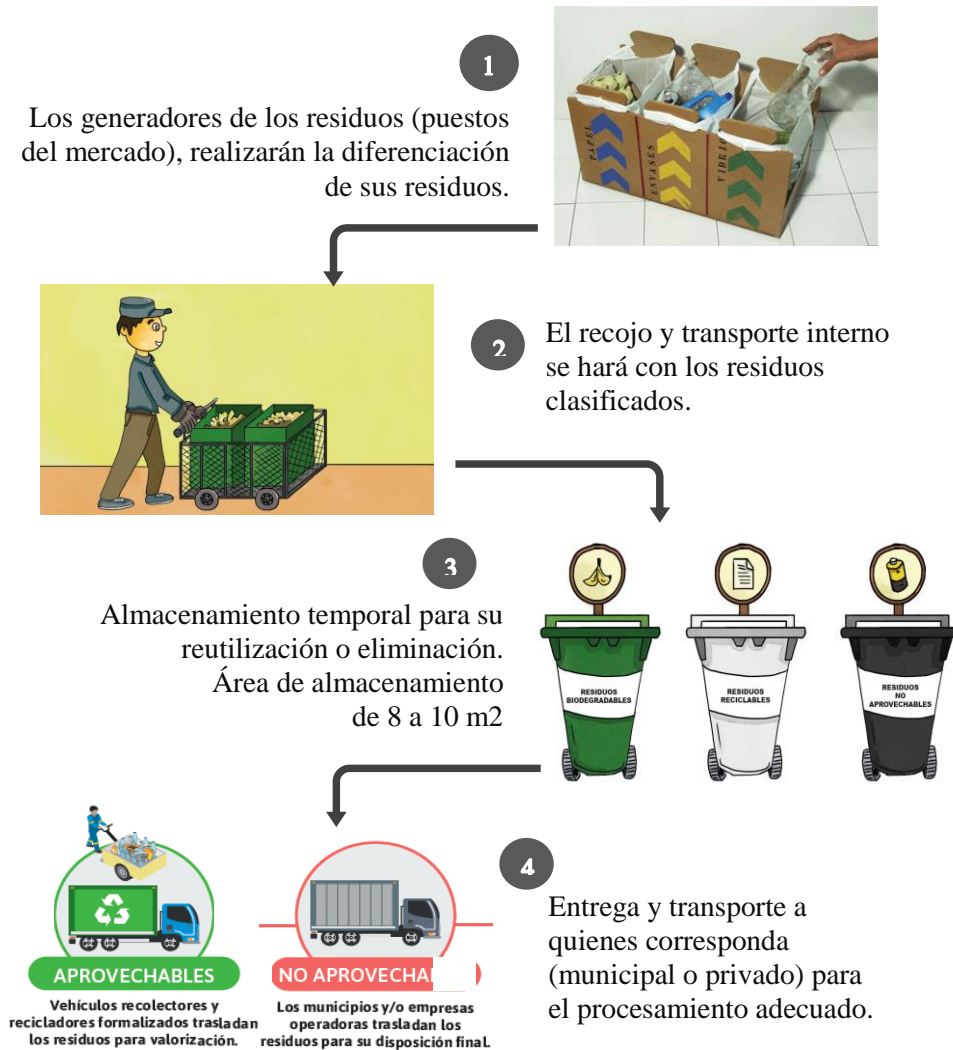 1
Los generadores de los residuos (puestos
del mercado), realizarán la diferenciación
de sus residuos.
PAPEL
ENVASES
VIDRIO
2
El recojo y transporte interno
se hará con los residuos
clasificados.
3
Almacenamiento temporal para su
reutilización o eliminación.
Área de almacenamiento
de 8 a 10 m2
RESIDUOS
BIODEGRADABLES
RESIDUOS
RECICLABLES
RESIDUOS
NO
APROVECHABLES
APROVECHABLES
Vehículos recolectores y
recicladores formalizados trasladan
los residuos para valorización.
NO APROVECHA
Los municipios y/o empresas
operadoras trasladan los
residuos para su disposición final.
4
Entrega y transporte a
quienes corresponda
(municipal o privado) para
el procesamiento adecuado.